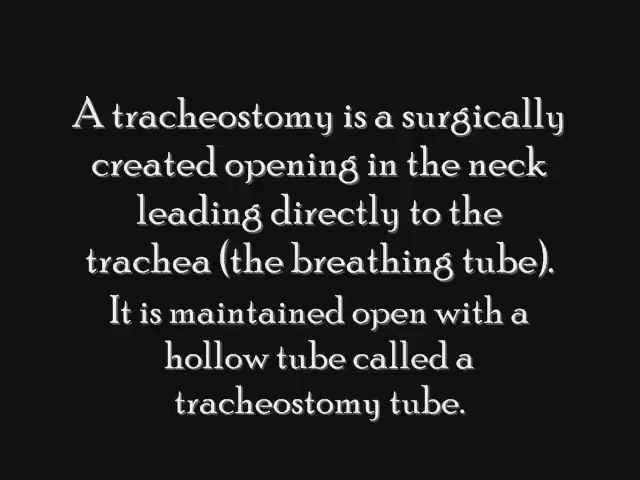 A tracheostomy is a surgically
created opening in the neck
leading directly to the
trachea (the breathing tube).
It is maintained open with a
hollow tube called a
tracheostomy tube.